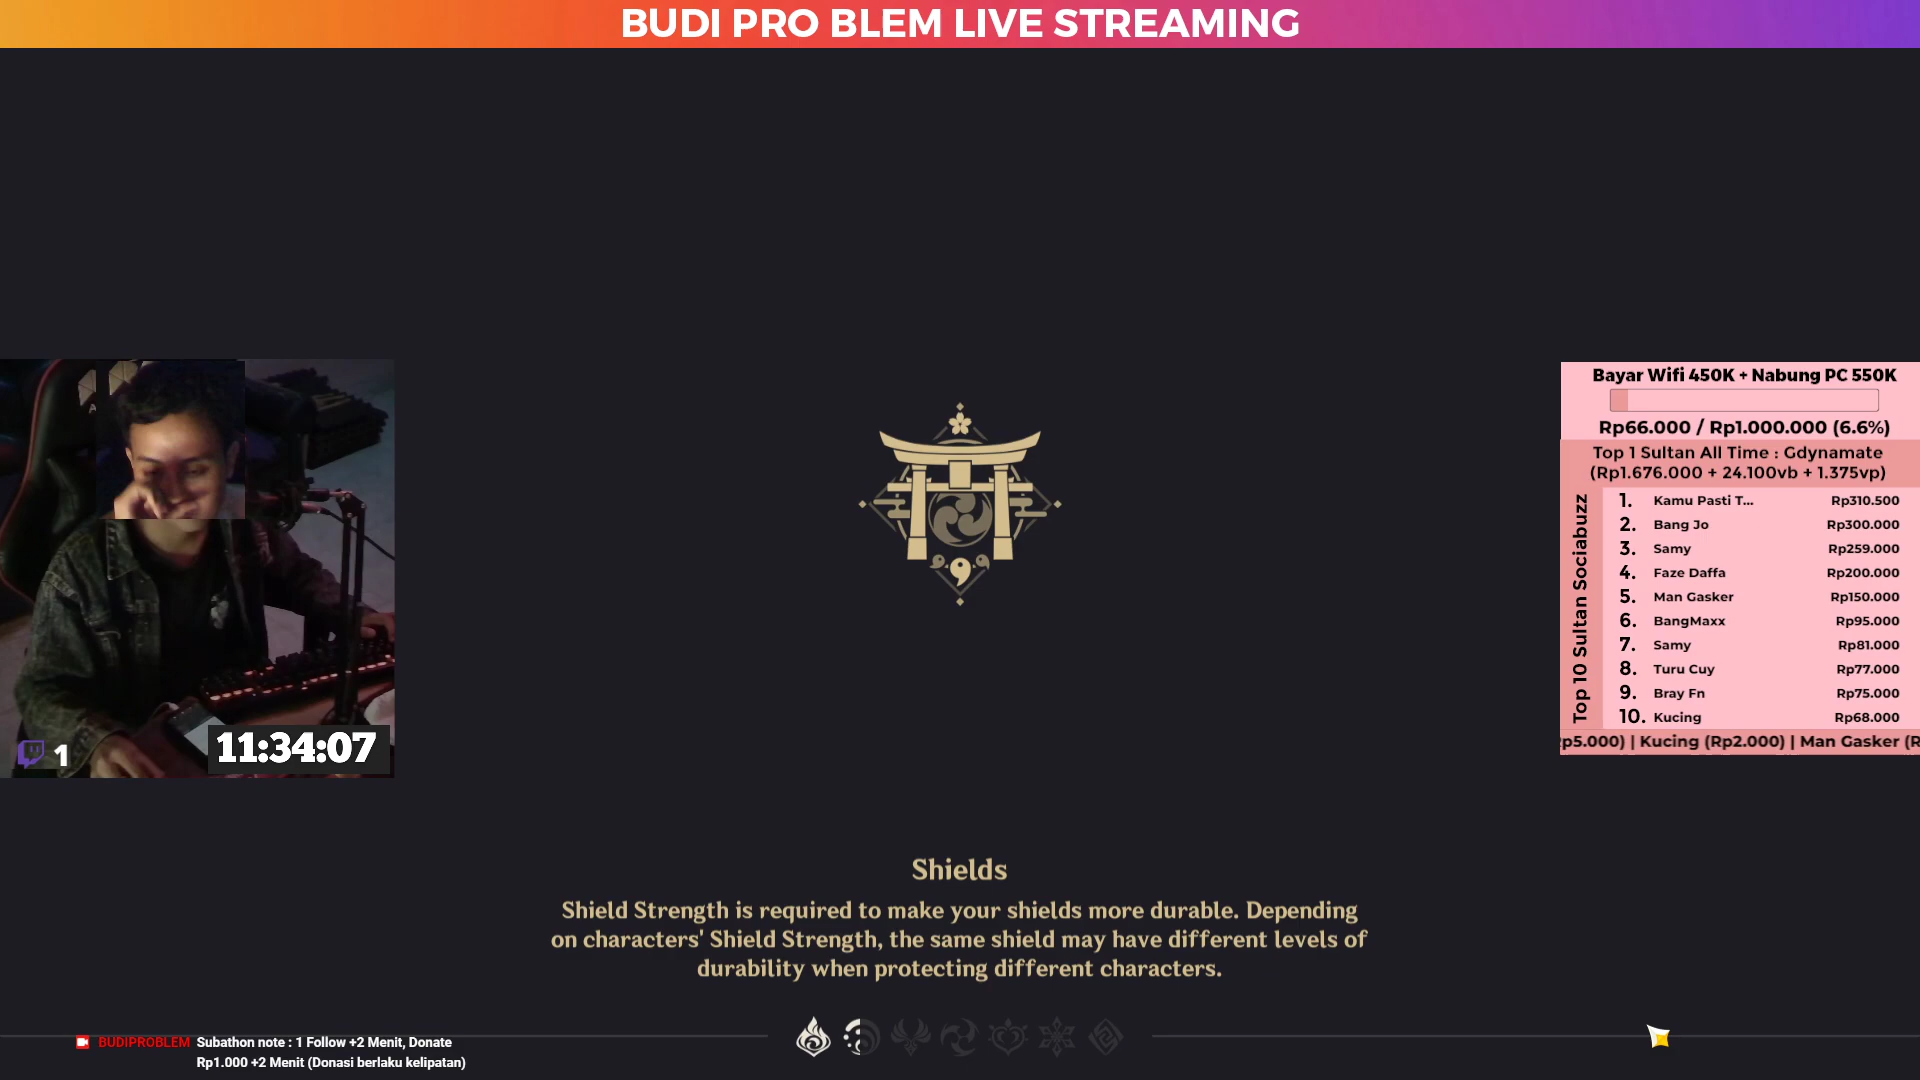 BUDI PRO BLEM LIVE STREAMING
Bayar Wifi 450K + Nabung PC 550K
Rp66.000 / Rp1.000.000 (6.6%)
Top 1 Sultan All Time : Gdynamate
(Rp1.676.000 + 24.100vb + 1.375vp)
Top 10 Sultan Sociabuzz
1. Kamu Pasti T... Rp310.500
2. Bang Jo Rp300.000
3. Samy Rp259.000
4. Faze Daffa Rp200.000
5. Man Gasker Rp150.000
6. BangMaxx Rp95.000
7. Samy Rp81.000
8. Turu Cuy Rp77.000
9. Bray Fn Rp75.000
10. Kucing Rp68.000
p5.000) | Kucing (Rp2.000) | Man Gasker (R
1
11:34:07
Shields
Shield Strength is required to make your shields more durable. Depending
on characters' Shield Strength, the same shield may have different levels of
durability when protecting different characters.
BUDIPROBLEM Subathon note : 1 Follow +2 Menit, Donate
Rp1.000 +2 Menit (Donasi berlaku kelipatan)